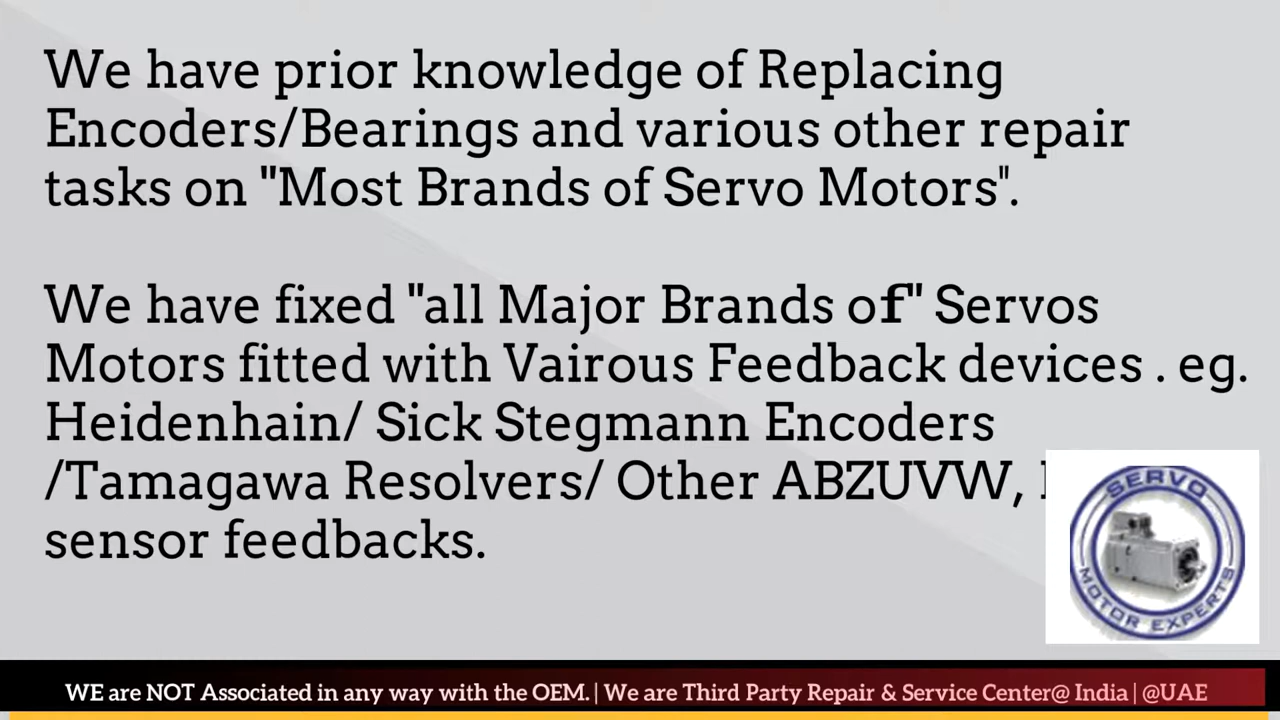 We have prior knowledge of Replacing
Encoders/Bearings and various other repair
tasks on "Most Brands of Servo Motors".
We have fixed "all Major Brands of" Servos
Motors fitted with Vairous Feedback devices . eg.
Heidenhain/ Sick Stegmann Encoders
/Tamagawa Resolvers/ Other ABZUVW,
sensor feedbacks.
SERVO
MOTOR EXPERTS
WE are NOT Associated in any way with the OEM. | We are Third Party Repair & Service Center@ India | @UAE